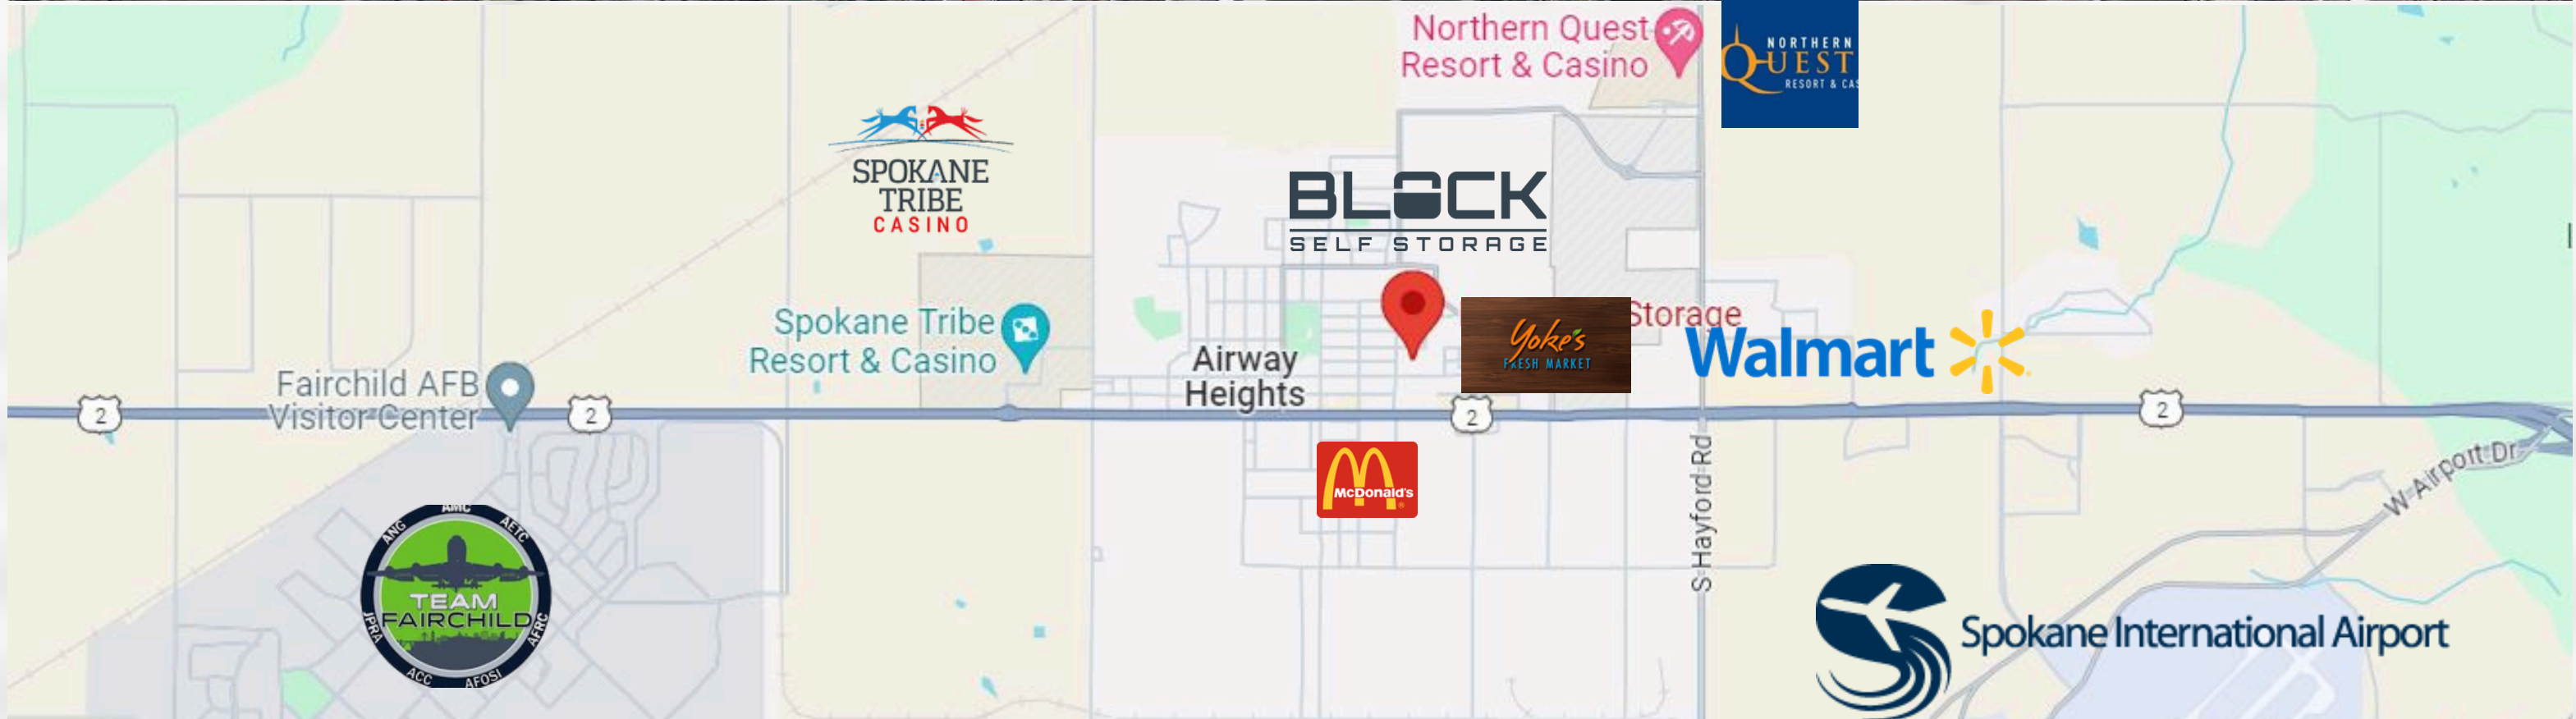 Northern Quest
Resort & Casino
NORTHERN
QUEST
RESORT & CAS
SPOKANE
TRIBE
CASINO
BLOCK
SELF STORAGE
Spokane Tribe
Resort & Casino
Storage
Yoke's
FRESH MARKET
Walmart
Airway
Heights
Fairchild AFB
Visitor Center
2
2
2
2
McDonald's
S Hayford Rd
W Airport Dr
AMC
ANG
AETC
TEAM
FAIRCHILD
JPRA
AFRC
ACC
AFOSI
Spokane International Airport